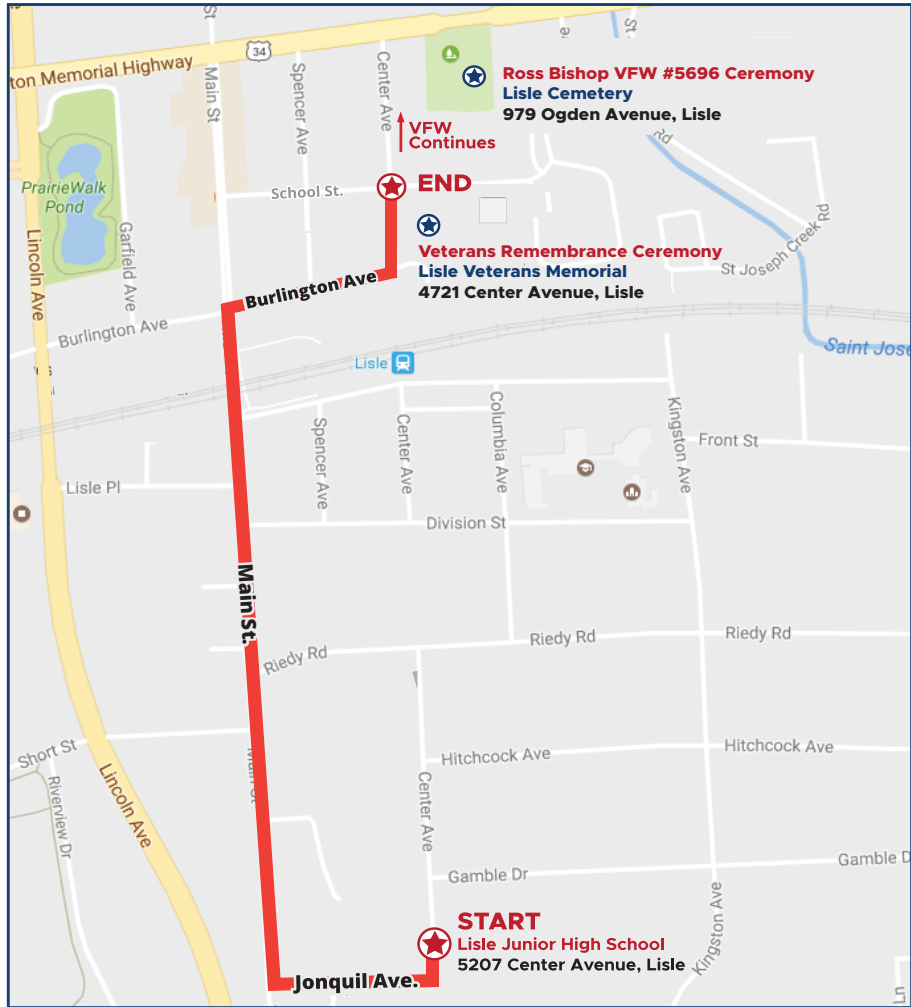 St
34
ton Memorial Highway
Main St
Spencer Ave
Center Ave
St
Ross Bishop VFW #5696 Ceremony
Lisle Cemetery
979 Ogden Avenue, Lisle
VFW
Continues
Rd
PrairieWalk
Pond
Garfield Ave
Lincoln Ave
School St.
END
Veterans Remembrance Ceremony
Lisle Veterans Memorial
4721 Center Avenue, Lisle
St Joseph Creek Rd
Burlington Ave
Burlington Ave
Lisle
Saint Jose
Spencer Ave
Center Ave
Columbia Ave
Kingston Ave
Front St
Lisle Pl
Division St
Main St.
Riedy Rd
Riedy Rd
Riedy Rd
Short St
Main St
Hitchcock Ave
Hitchcock Ave
Riverview Dr
Lincoln Ave
Center Ave
Gamble Dr
Gamble D
START
Lisle Junior High School
5207 Center Avenue, Lisle
Kingston Ave
Jonquil Ave.
Ln